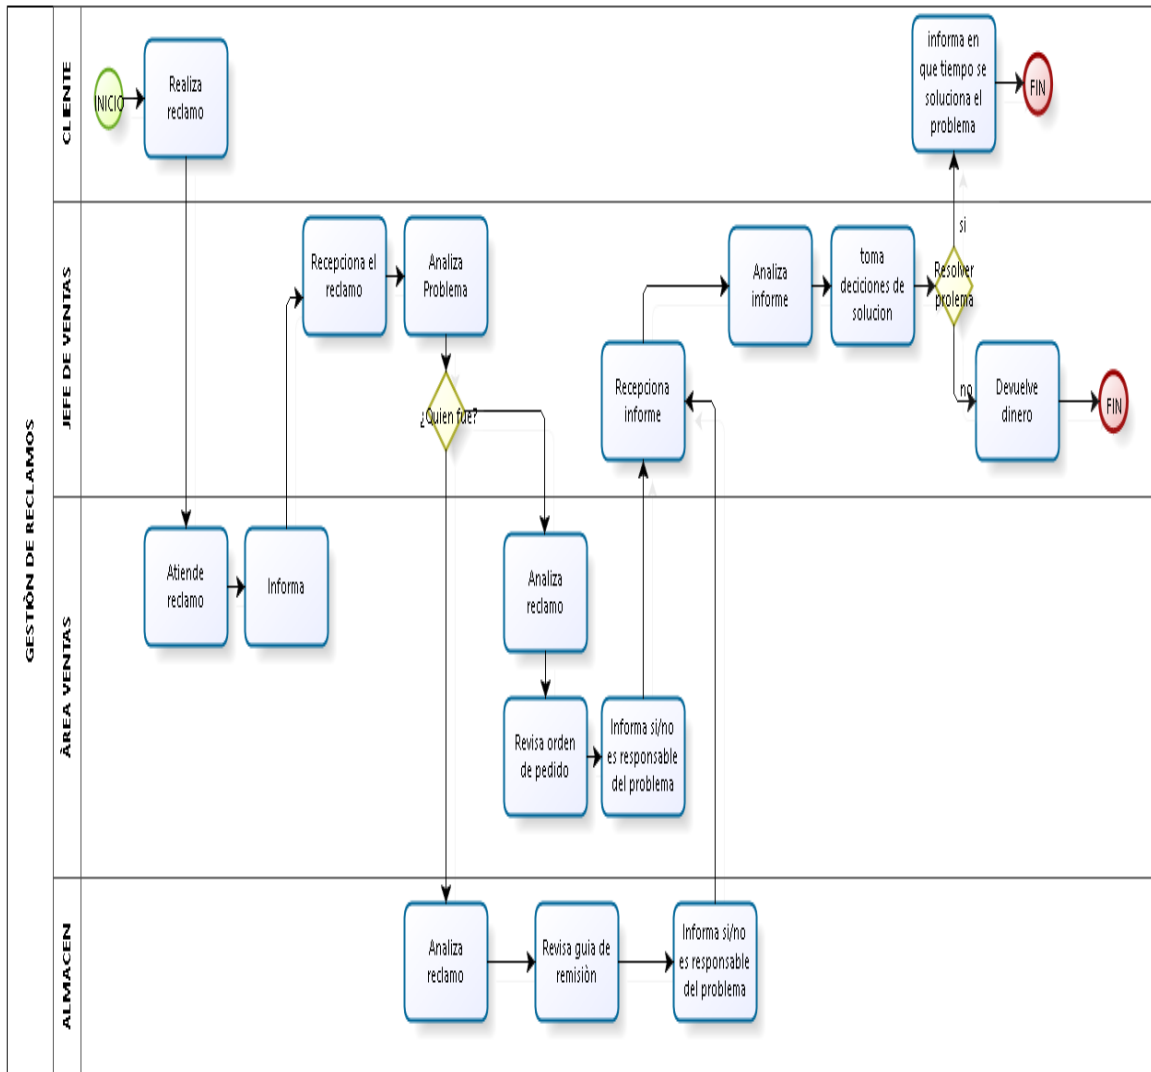 GESTIÓN DE RECLAMOS
CLIENTE
INICIO
Realiza
reclamo
informa en
que tiempo se
soluciona el
problema
FIN
JEFE DE VENTAS
Recepciona el
reclamo
Analiza
Problema
¿Quien fue?
Recepciona
informe
Analiza
informe
toma
deciciones de
solucion
Resolver
prolema
si
no
Devuelve
dinero
FIN
ÀREA VENTAS
Atiende
reclamo
Informa
Analiza
reclamo
Revisa orden
de pedido
Informa si/no
es responsable
del problema
ALMACEN
Analiza
reclamo
Revisa guia de
remisiòn
Informa si/no
es responsable
del problema